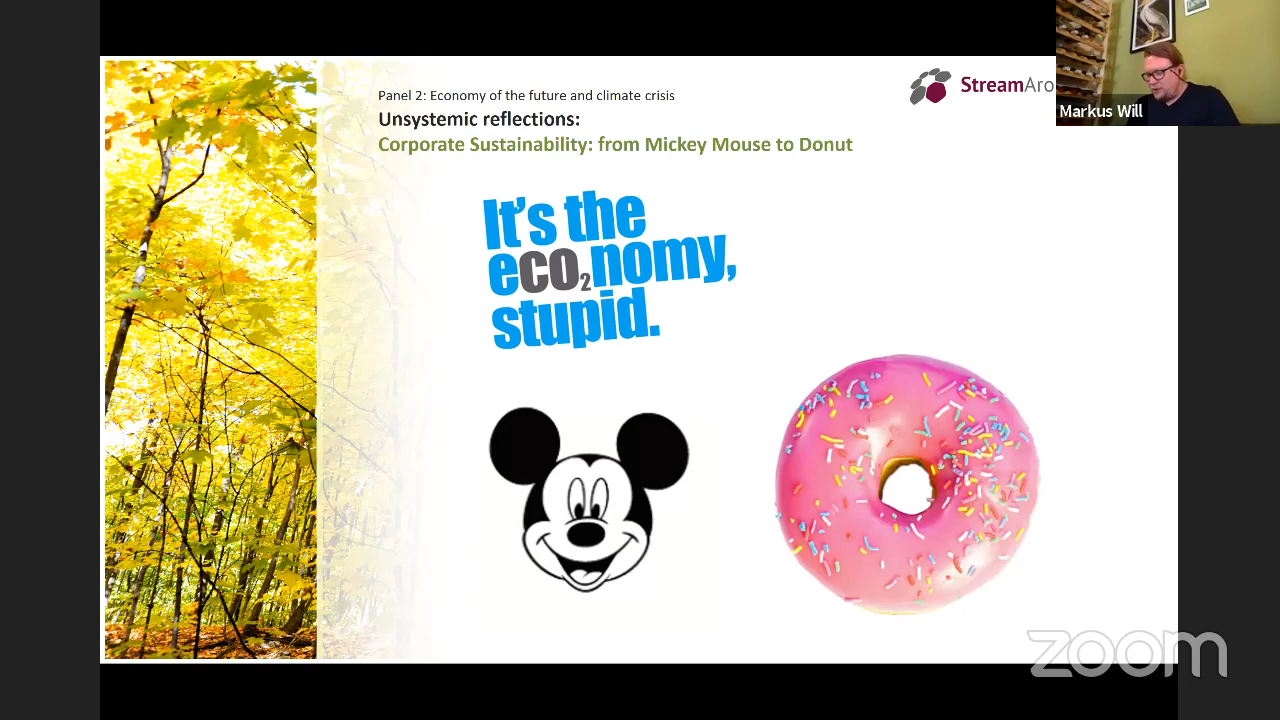 Panel 2: Economy of the future and climate crisis
Unsystemic reflections:
Corporate Sustainability: from Mickey Mouse to Donut
StreamAro
Markus Will
It's the
eCO2nomy,
stupid.
zoom